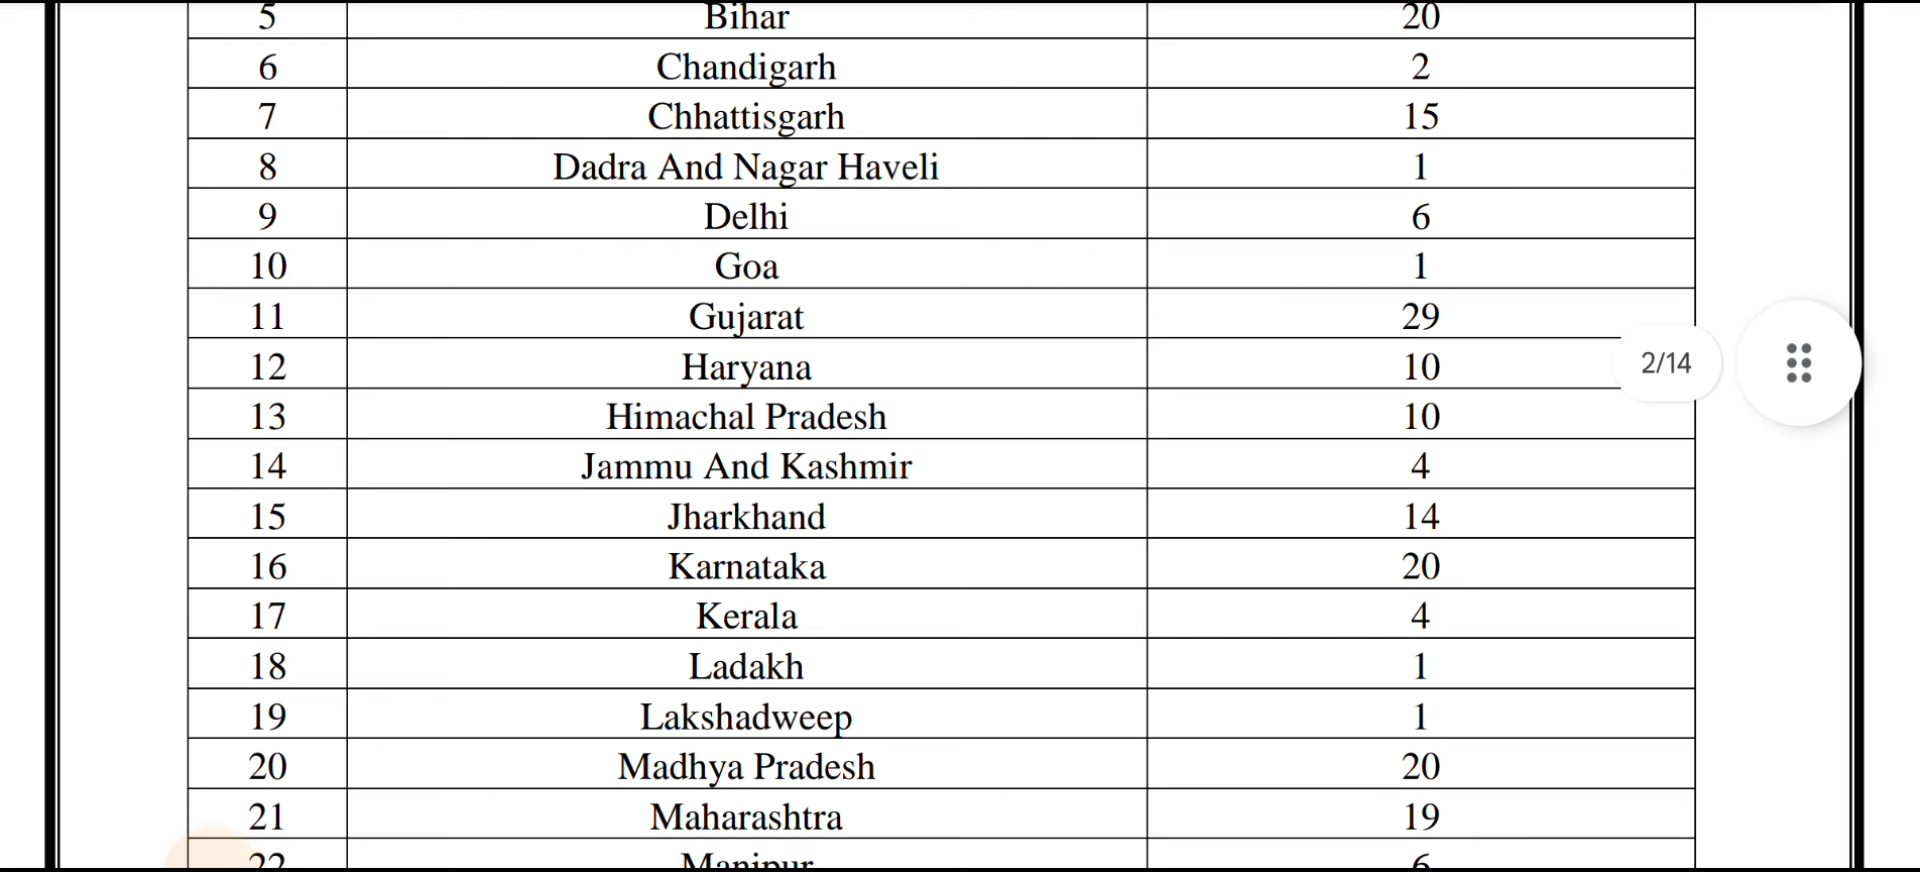 5 Bihar 20
6 Chandigarh 2
7 Chhattisgarh 15
8 Dadra And Nagar Haveli 1
9 Delhi 6
10 Goa 1
11 Gujarat 29
12 Haryana 10
2/14
13 Himachal Pradesh 10
14 Jammu And Kashmir 4
15 Jharkhand 14
16 Karnataka 20
17 Kerala 4
18 Ladakh 1
19 Lakshadweep 1
20 Madhya Pradesh 20
21 Maharashtra 19
22 Manipur 6